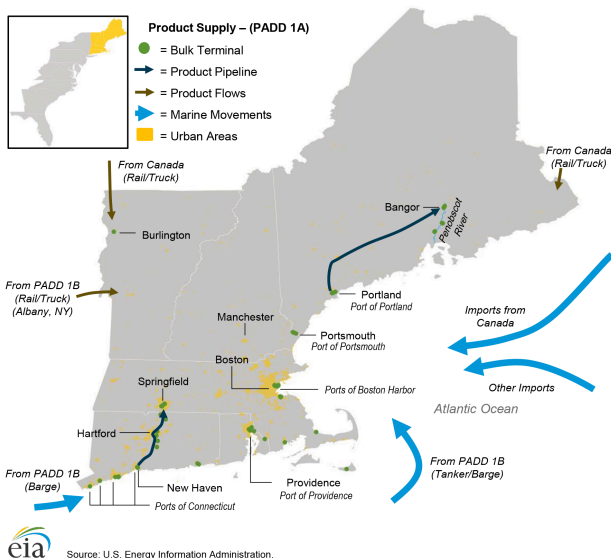 Product Supply – (PADD 1A)
= Bulk Terminal
= Product Pipeline
= Product Flows
= Marine Movements
= Urban Areas
From Canada
(Rail/Truck)
From Canada
(Rail/Truck)
Bangor
Penobscot
River
Burlington
From PADD 1B
(Rail/Truck)
(Albany, NY)
Portland
Port of Portland
Imports from
Canada
Manchester
Portsmouth
Port of Portsmouth
Boston
Springfield
Ports of Boston Harbor
Other Imports
Atlantic Ocean
Hartford
From PADD 1B
(Barge)
From PADD 1B
(Tanker/Barge)
New Haven
Providence
Port of Providence
Ports of Connecticut
eia
Source: U.S. Energy Information Administration.